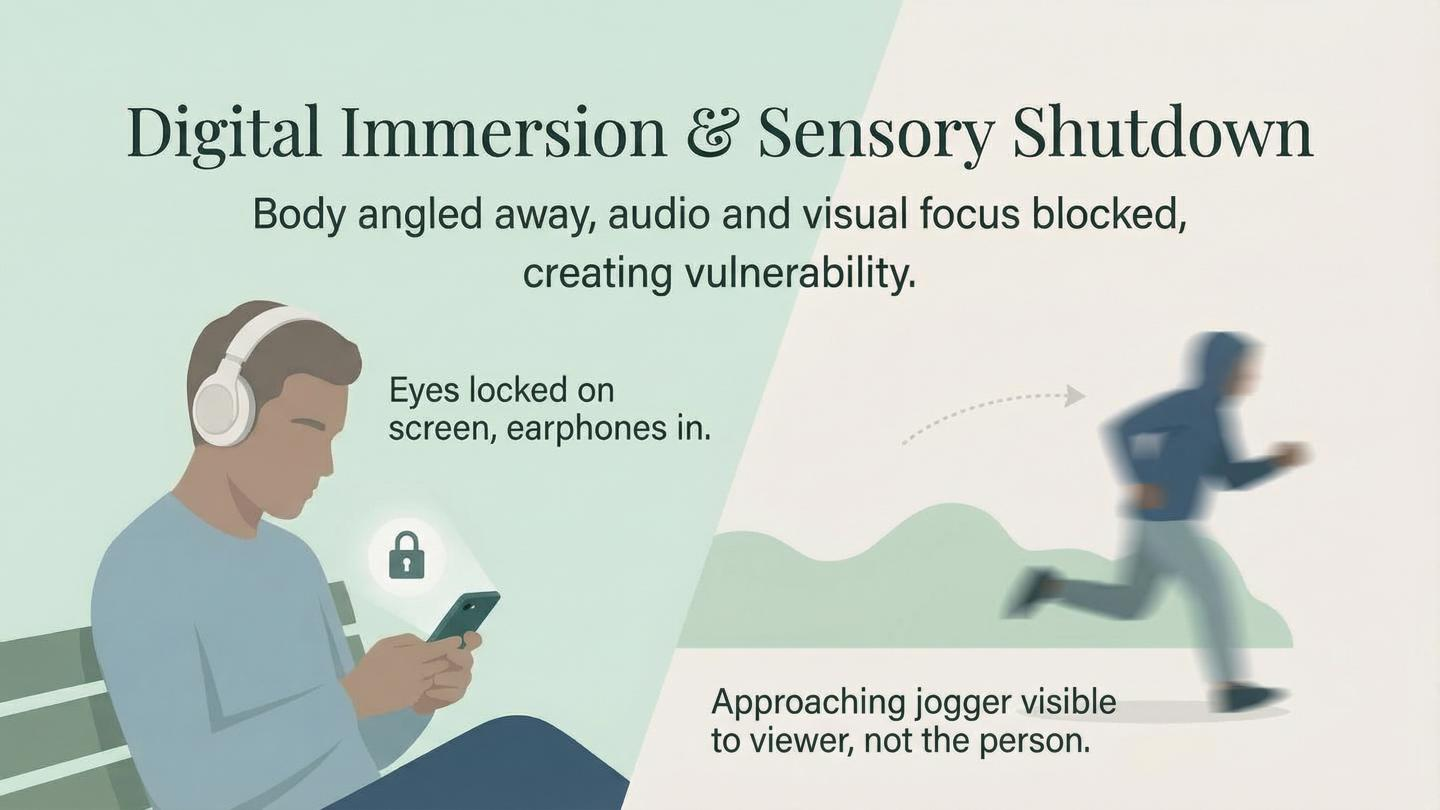 Digital Immersion & Sensory Shutdown
Body angled away, audio and visual focus blocked,
creating vulnerability.
Eyes locked on
screen, earphones in.
Approaching jogger visible
to viewer, not the person.